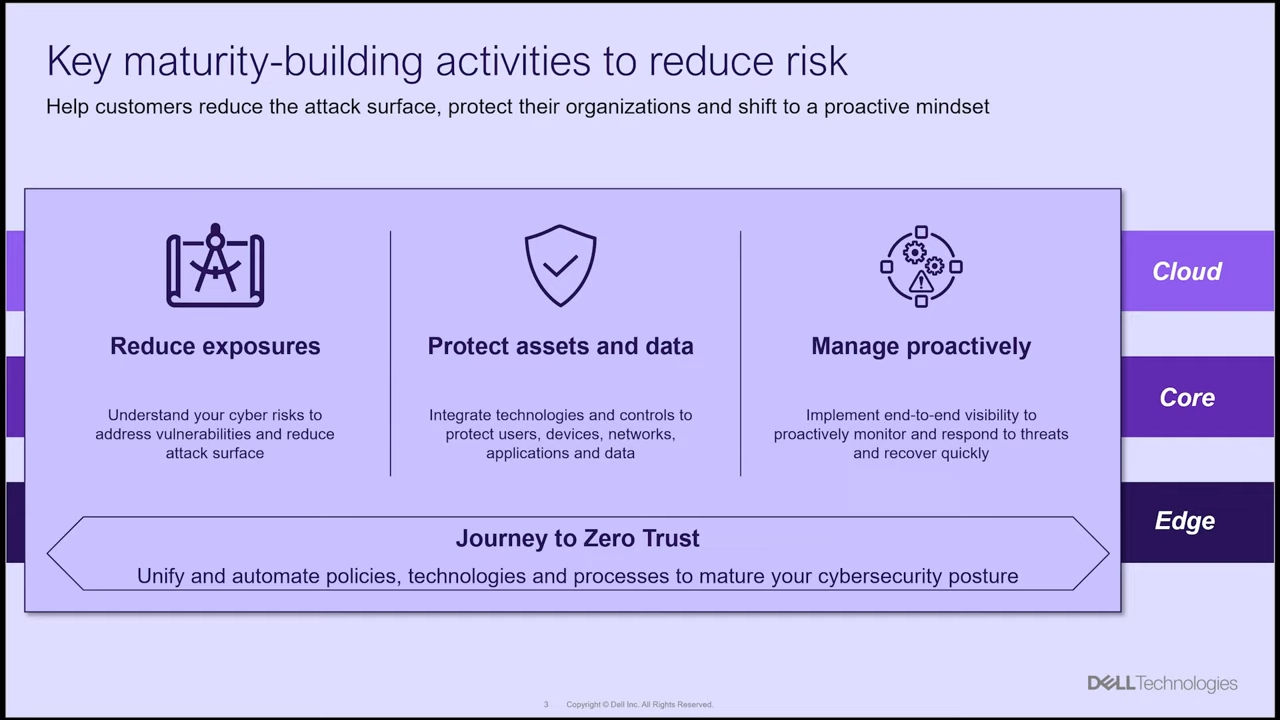 Key maturity-building activities to reduce risk
Help customers reduce the attack surface, protect their organizations and shift to a proactive mindset
Reduce exposures
Understand your cyber risks to
address vulnerabilities and reduce
attack surface
Protect assets and data
Integrate technologies and controls to
protect users, devices, networks,
applications and data
Manage proactively
Implement end-to-end visibility to
proactively monitor and respond to threats
and recover quickly
Cloud
Core
Edge
Journey to Zero Trust
Unify and automate policies, technologies and processes to mature your cybersecurity posture
DELLTechnologies
3 Copyright © Dell Inc. All Rights Reserved.